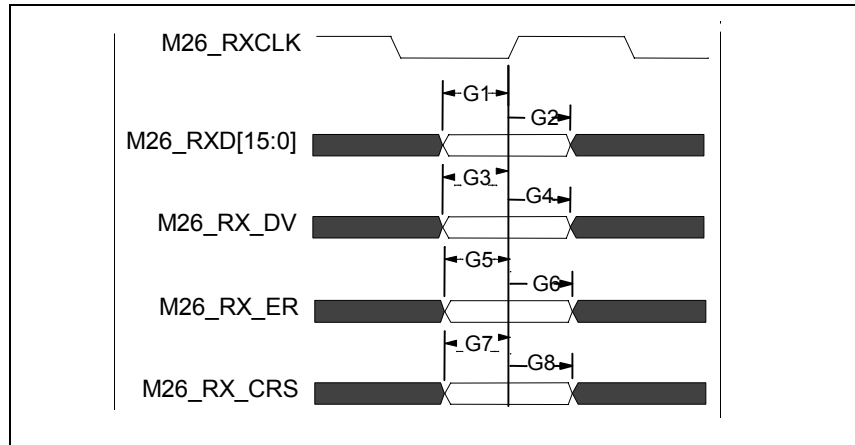 M26_RXCLK
G1
G2
M26_RXD[15:0]
G3
G4
M26_RX_DV
G5
G6
M26_RX_ER
G7
G8
M26_RX_CRS